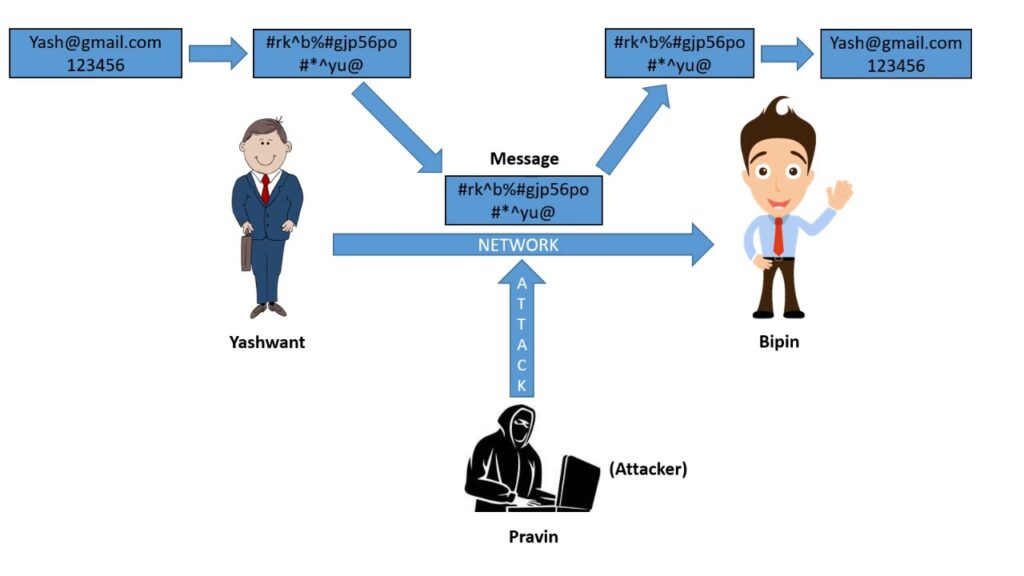 Yash@gmail.com
123456
#rk^b%#gjp56po
#*^yu@
#rk^b%#gjp56po
#*^yu@
Yash@gmail.com
123456
Message
#rk^b%#gjp56po
#*^yu@
NETWORK
ATTACK
Yashwant
Bipin
(Attacker)
Pravin